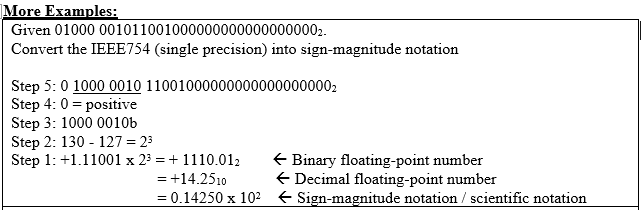 More Examples:
Given 01000 001011001000000000000000000₂.
Convert the IEEE754 (single precision) into sign-magnitude notation
Step 5: 0 1000 0010 11001000000000000000000₂
Step 4: 0 = positive
Step 3: 1000 0010b
Step 2: 130 - 127 = 2³
Step 1: +1.11001 x 2³ = + 1110.01₂ ← Binary floating-point number
= +14.25₁₀ ← Decimal floating-point number
= 0.14250 x 10² ← Sign-magnitude notation / scientific notation